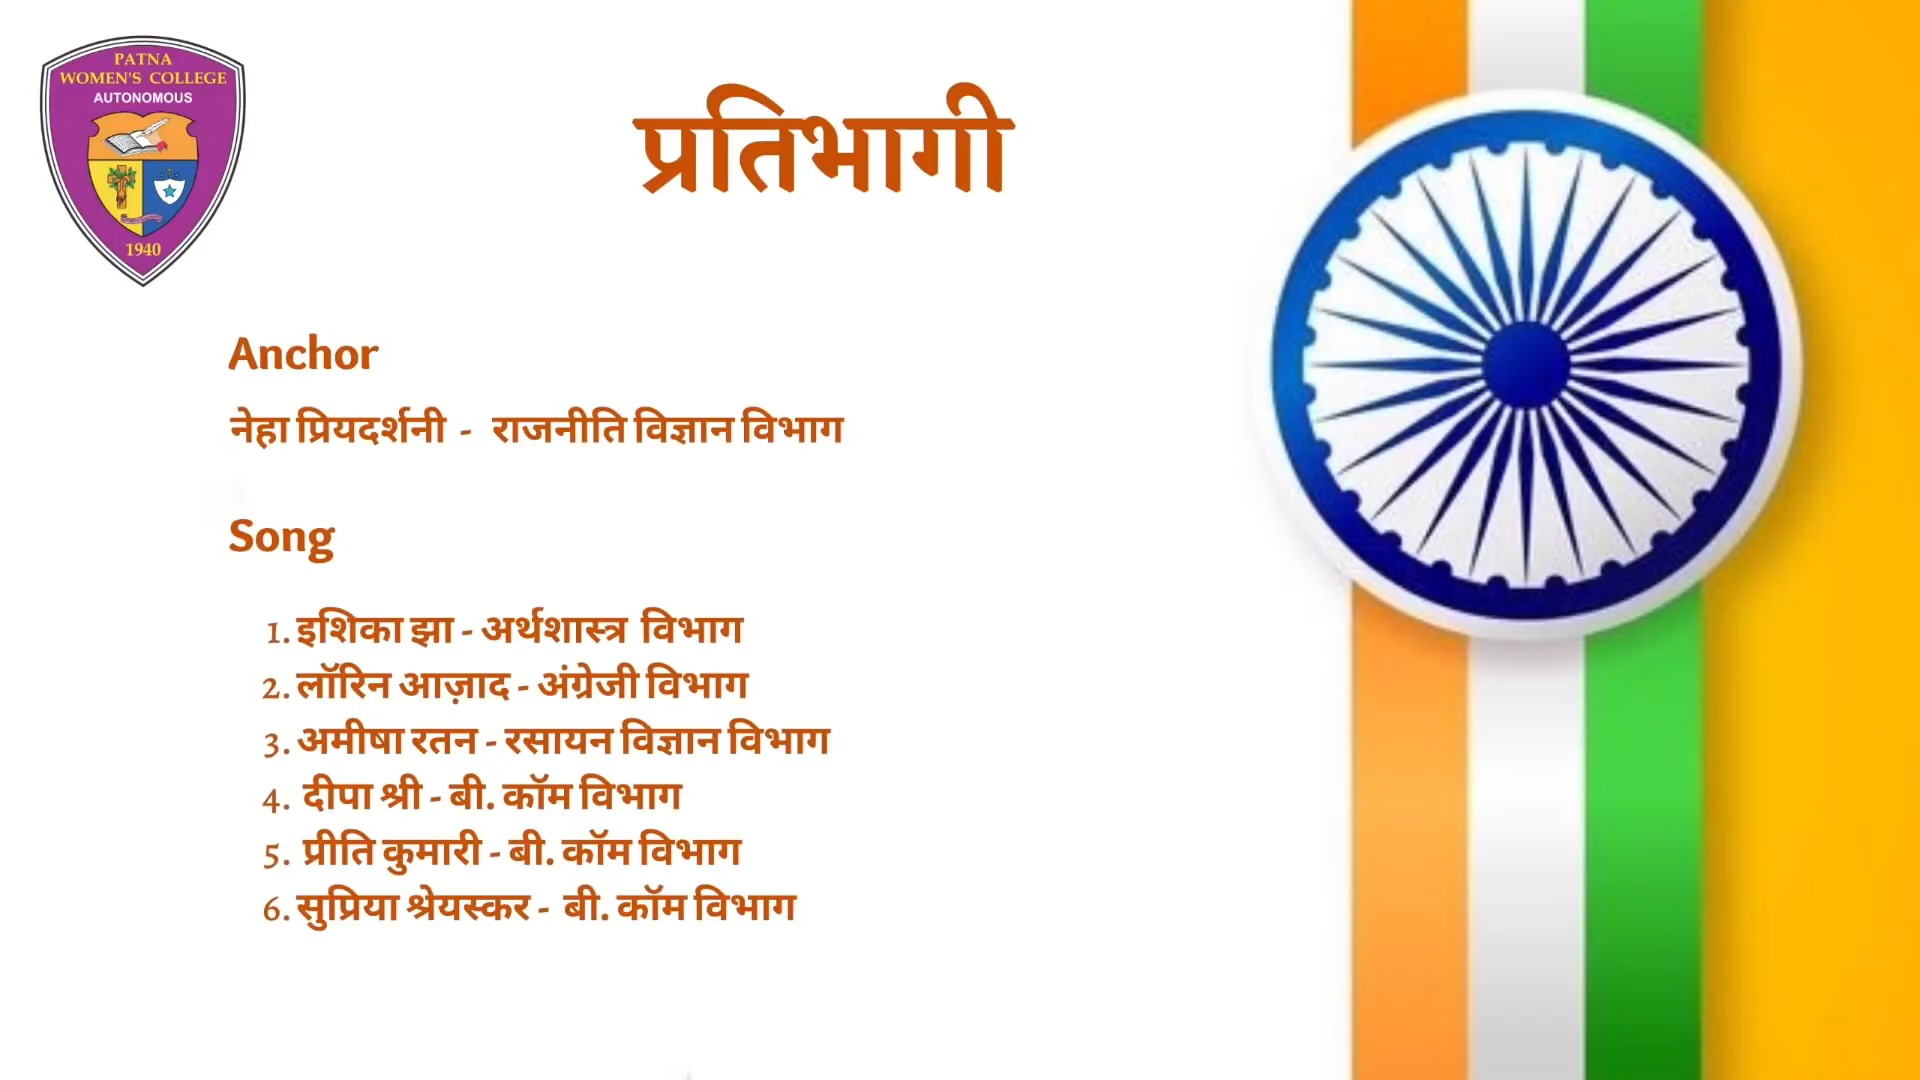 PATNA
WOMEN'S COLLEGE
AUTONOMOUS
1940
प्रतिभागी
Anchor
नेहा प्रियदर्शनी - राजनीति विज्ञान विभाग
Song
1. इशिका झा - अर्थशास्त्र विभाग
2. लॉरिन आज़ाद - अंग्रेजी विभाग
3. अमीषा रतन - रसायन विज्ञान विभाग
4. दीपा श्री - बी. कॉम विभाग
5. प्रीति कुमारी - बी. कॉम विभाग
6. सुप्रिया श्रेयस्कर - बी. कॉम विभाग